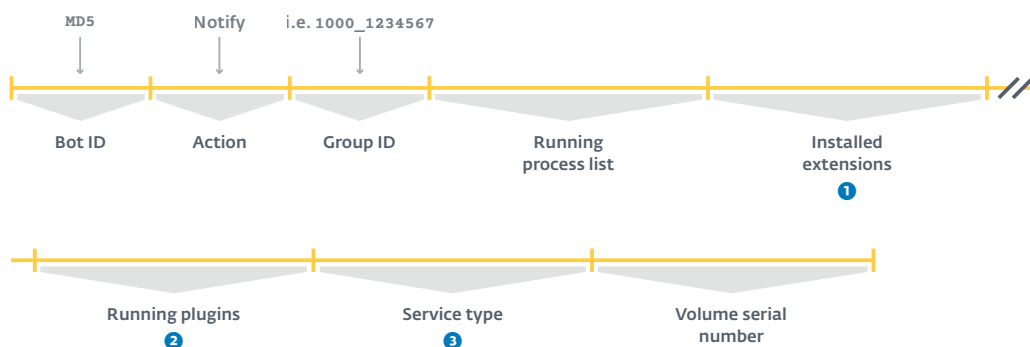 MD5 Notify i.e. 1000_1234567
Bot ID Action Group ID Running Installed
process list extensions
1
Running plugins Service type Volume serial
2 3 number